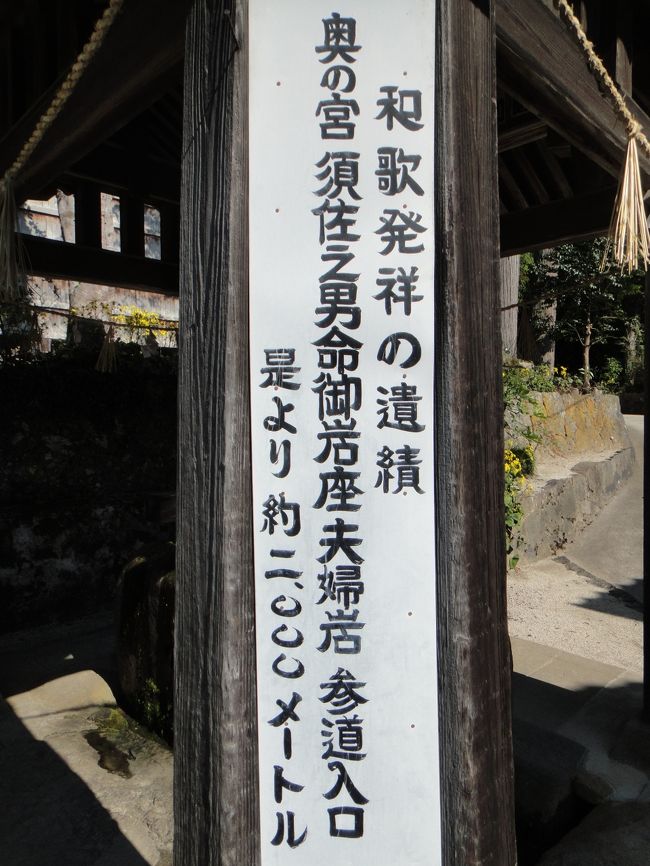 和歌発祥の遺績
奥の宮 須佐之男命御岩座夫婦岩 参道入口
是より 約二、〇〇〇メートル